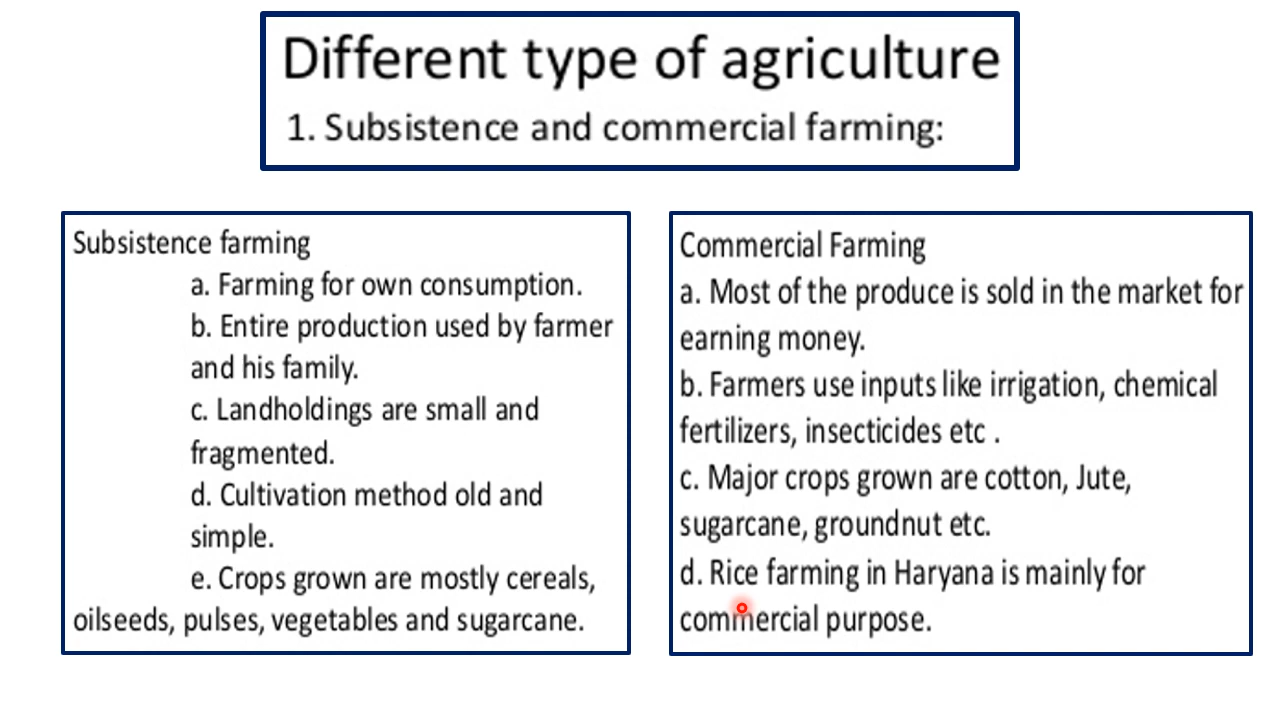 Different type of agriculture
1. Subsistence and commercial farming:
Subsistence farming
a. Farming for own consumption.
b. Entire production used by farmer
and his family.
c. Landholdings are small and
fragmented.
d. Cultivation method old and
simple.
e. Crops grown are mostly cereals,
oilseeds, pulses, vegetables and sugarcane.
Commercial Farming
a. Most of the produce is sold in the market for
earning money.
b. Farmers use inputs like irrigation, chemical
fertilizers, insecticides etc .
c. Major crops grown are cotton, Jute,
sugarcane, groundnut etc.
d. Rice farming in Haryana is mainly for
commercial purpose.